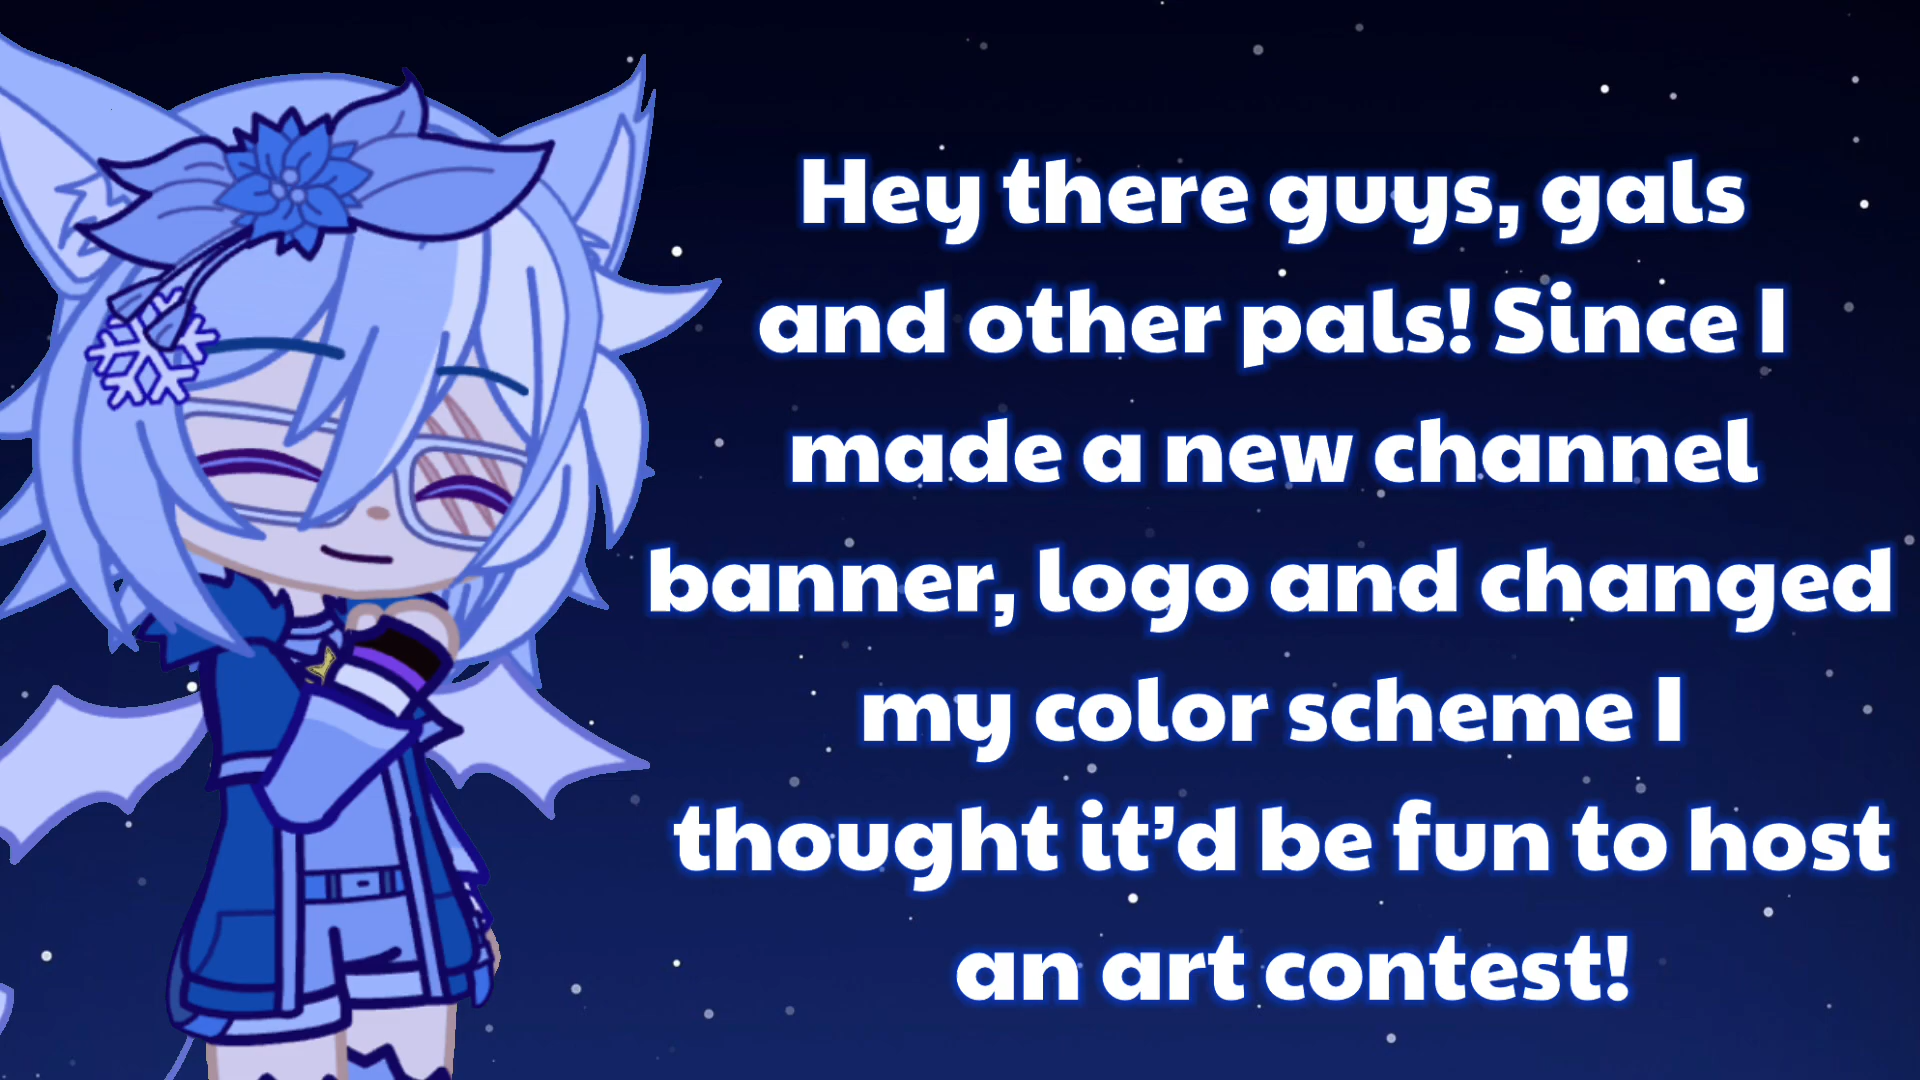 Hey there guys, gals
and other pals! Since I
made a new channel
banner, logo and changed
my color scheme I
thought it’d be fun to host
an art contest!